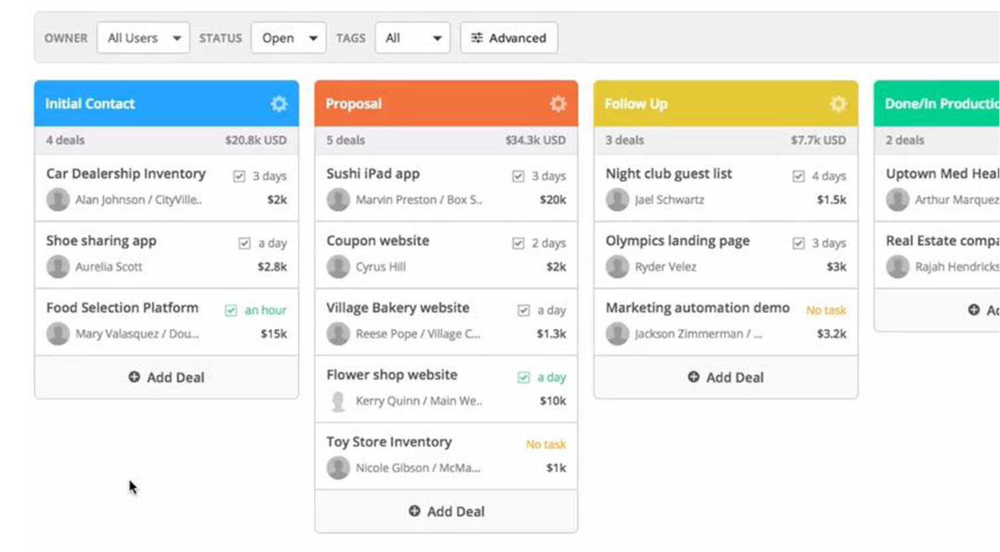 OWNER All Users STATUS Open TAGS All Advanced
Initial Contact
4 deals $20.8k USD
Car Dealership Inventory 3 days
Alan Johnson / CityVille.. $2k
Shoe sharing app a day
Aurelia Scott $2.8k
Food Selection Platform an hour
Mary Valasquez / Dou... $15k
Add Deal
Proposal
5 deals $34.3k USD
Sushi iPad app 3 days
Marvin Preston / Box S.. $20k
Coupon website 2 days
Cyrus Hill $2k
Village Bakery website a day
Reese Pope / Village C... $1.3k
Flower shop website a day
Kerry Quinn / Main We.. $10k
Toy Store Inventory No task
Nicole Gibson / McMa... $1k
Add Deal
Follow Up
3 deals $7.7k USD
Night club guest list 4 days
Jael Schwartz $1.5k
Olympics landing page 3 days
Ryder Velez $3k
Marketing automation demo No task
Jackson Zimmerman / ... $3.2k
Add Deal
Done/In Productio
2 deals
Uptown Med Heal
Arthur Marquez
Real Estate compa
Rajah Hendricks
Ad